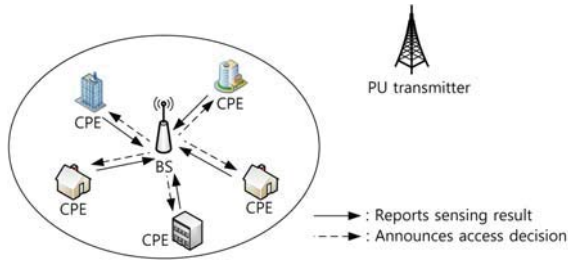 PU transmitter
CPE
CPE
BS
CPE
CPE
CPE
: Reports sensing result
: Announces access decision